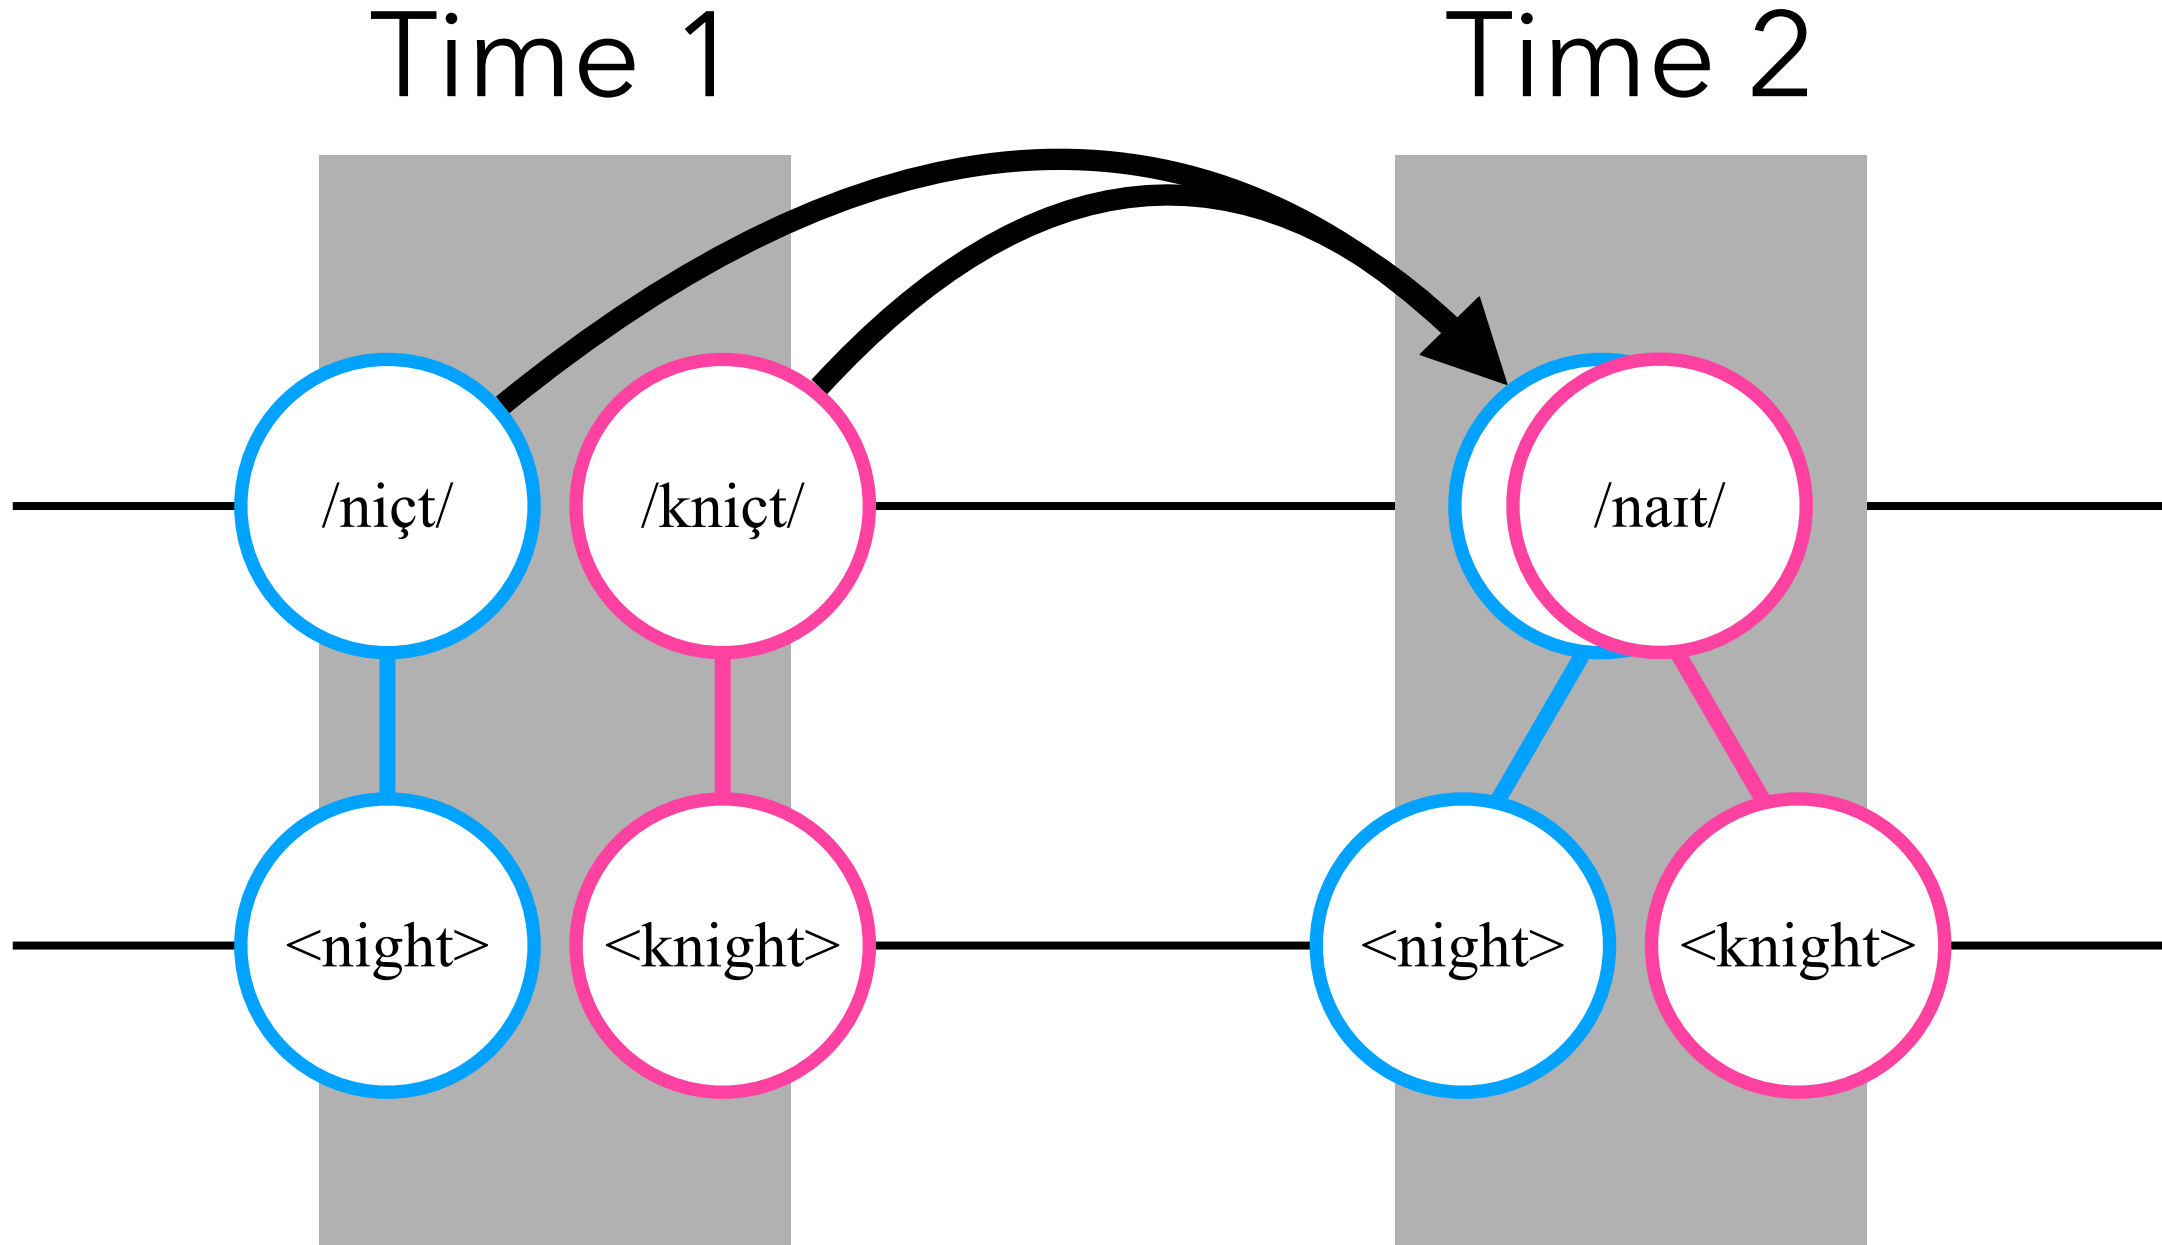 Time 1 Time 2
/niçt/ /kniçt/ /naɪt/
<night> <knight> <night> <knight>